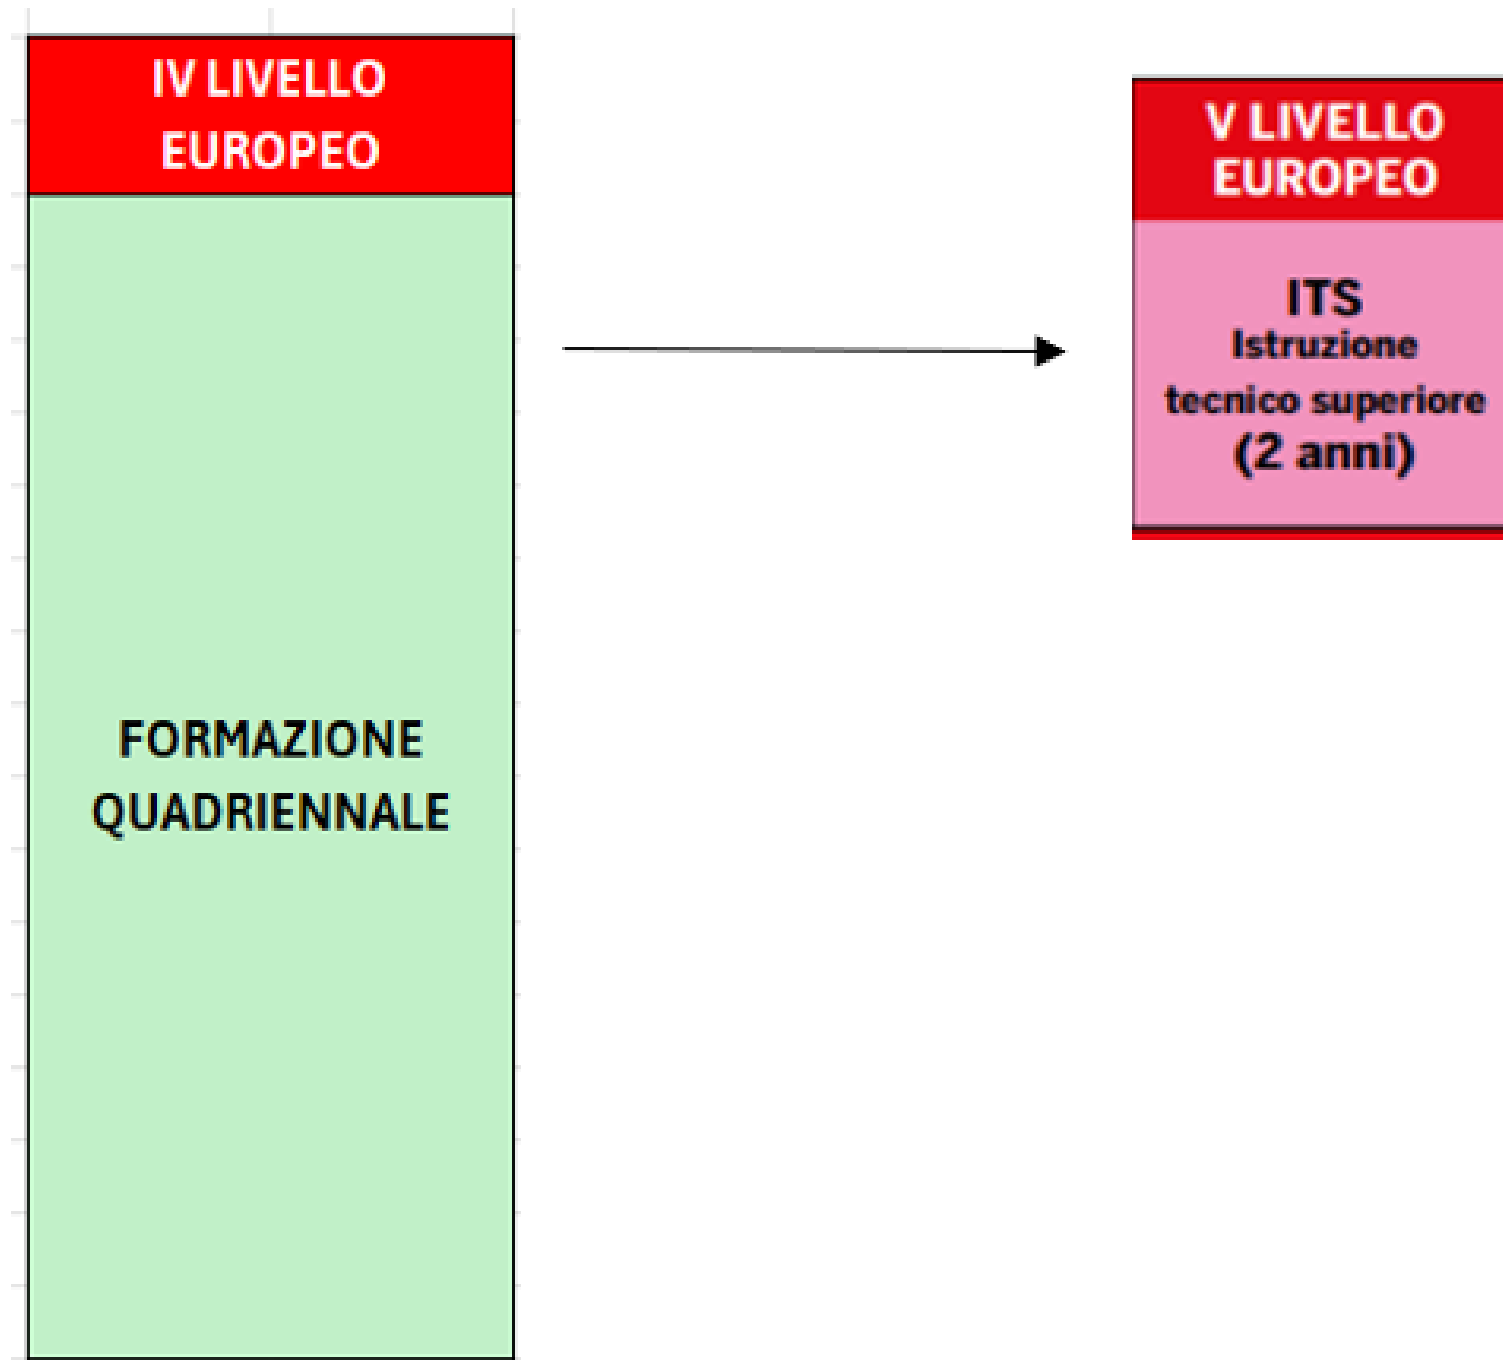 IV LIVELLO
EUROPEO
FORMAZIONE
QUADRIENNALE
V LIVELLO
EUROPEO
ITS
Istruzione
tecnico superiore
(2 anni)